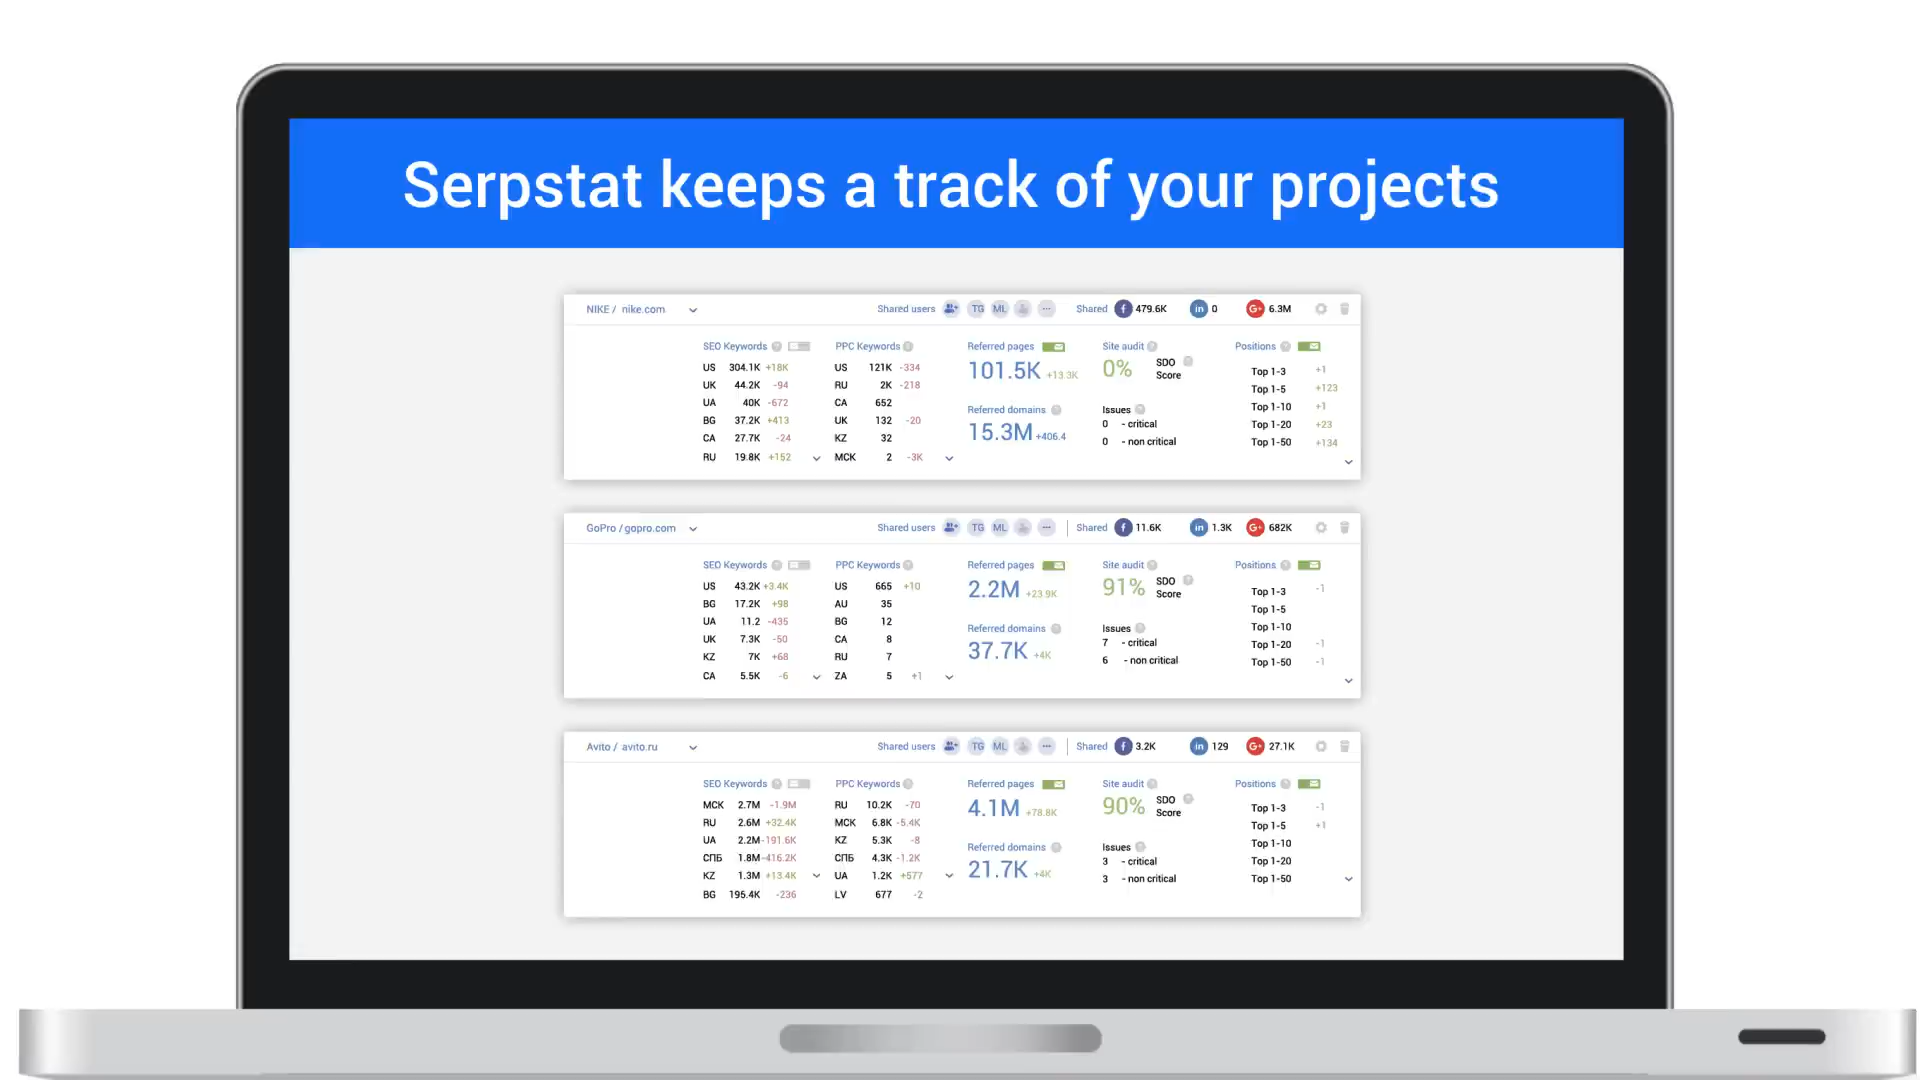 Serpstat keeps a track of your projects
NIKE / nike.com Shared users TG ML ... Shared f 479.6K in 0 G+ 6.3M
SEO Keywords ? PPC Keywords ? Referred pages Site audit ? Positions ?
US 304.1K +18K US 121K -334 101.5K +13.3K 0% SDO Score Top 1-3 +1
UK 44.2K -94 RU 2K -218 Top 1-5 +123
UA 40K -672 CA 652 Referred domains Issues Top 1-10 +1
BG 37.2K +413 UK 132 -20 15.3M +406.4 0 - critical Top 1-20 +23
CA 27.7K -24 KZ 32 0 - non critical Top 1-50 +134
RU 19.8K +152 МСК 2 -3K
GoPro / gopro.com Shared users TG ML ... Shared f 11.6K in 1.3K G+ 682K
SEO Keywords ? PPC Keywords ? Referred pages Site audit ? Positions ?
US 43.2K +3.4K US 665 +10 2.2M +23.9K 91% SDO Score Top 1-3 -1
BG 17.2K +98 AU 35 Top 1-5
UA 11.2 -435 BG 12 Referred domains Issues Top 1-10
UK 7.3K -50 CA 8 37.7K +4K 7 - critical Top 1-20 -1
KZ 7K +68 RU 7 6 - non critical Top 1-50 -1
CA 5.5K -6 ZA 5 +1
Avito / avito.ru Shared users TG ML ... Shared f 3.2K in 129 G+ 27.1K
SEO Keywords ? PPC Keywords ? Referred pages Site audit ? Positions ?
МСК 2.7M -1.9M RU 10.2K -70 4.1M +78.8K 90% SDO Score Top 1-3 -1
RU 2.6M +32.4K МСК 6.8K -5.4K Top 1-5 +1
UA 2.2M -191.6K KZ 5.3K -8 Referred domains Issues Top 1-10
СПБ 1.8M -416.2K СПБ 4.3K -1.2K 21.7K +4K 3 - critical Top 1-20
KZ 1.3M +13.4K UA 1.2K +577 3 - non critical Top 1-50
BG 195.4K -236 LV 677 -2